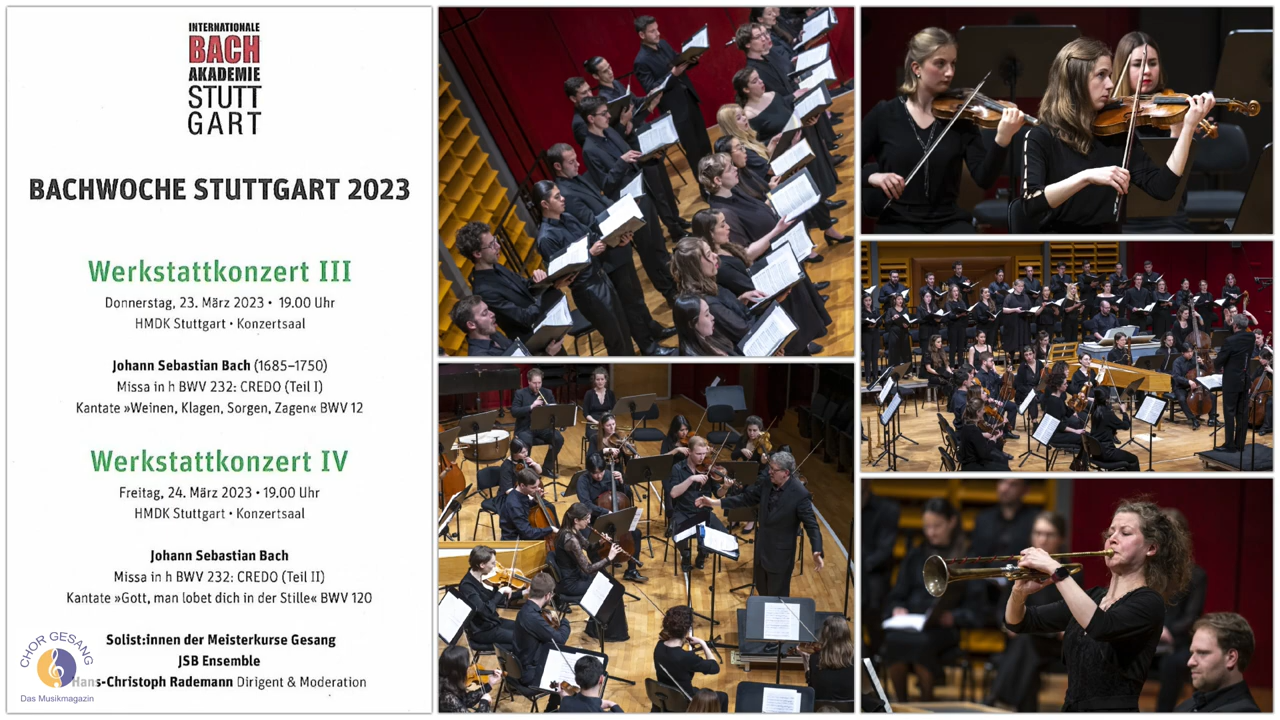 INTERNATIONALE
BACH
AKADEMIE
STUTT
GART
BACHWOCHE STUTTGART 2023
Werkstattkonzert III
Donnerstag, 23. März 2023 • 19.00 Uhr
HMDK Stuttgart • Konzertsaal
Johann Sebastian Bach (1685–1750)
Missa in h BWV 232: CREDO (Teil I)
Kantate »Weinen, Klagen, Sorgen, Zagen« BWV 12
Werkstattkonzert IV
Freitag, 24. März 2023 • 19.00 Uhr
HMDK Stuttgart • Konzertsaal
Johann Sebastian Bach
Missa in h BWV 232: CREDO (Teil II)
Kantate »Gott, man lobet dich in der Stille« BWV 120
Solist:innen der Meisterkurse Gesang
JSB Ensemble
Hans-Christoph Rademann Dirigent & Moderation
CHOR GESANG
Das Musikmagazin